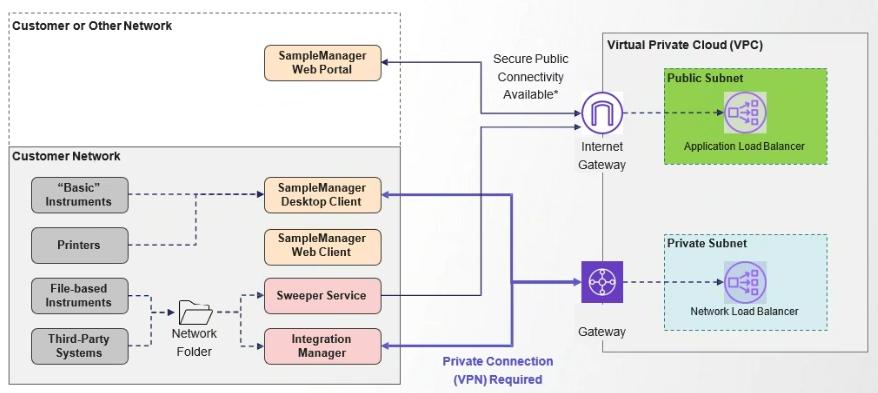 Customer or Other Network
SampleManager
Web Portal
Secure Public
Connectivity
Available*
Virtual Private Cloud (VPC)
Public Subnet
Application Load Balancer
Internet
Gateway
Customer Network
"Basic"
Instruments
SampleManager
Desktop Client
Printers
SampleManager
Web Client
File-based
Instruments
Sweeper Service
Network
Folder
Third-Party
Systems
Integration
Manager
Private Connection
(VPN) Required
Gateway
Private Subnet
Network Load Balancer